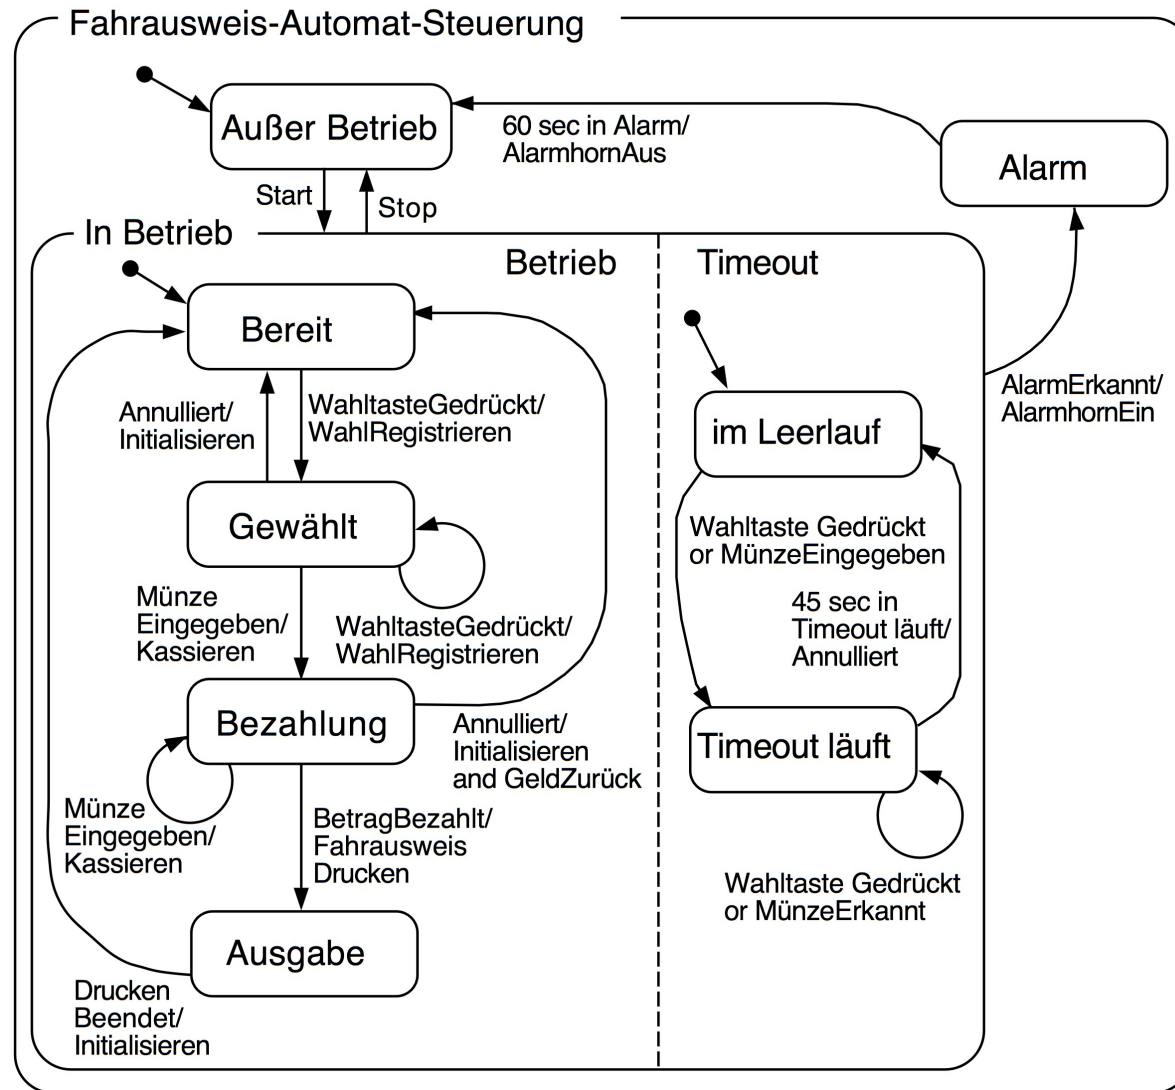 Fahrausweis-Automat-Steuerung
Außer Betrieb
60 sec in Alarm/
AlarmhornAus
Alarm
Start
Stop
In Betrieb
Betrieb
Timeout
Bereit
AlarmErkannt/
AlarmhornEin
Annulliert/
Initialisieren
WahltasteGedrückt/
WahlRegistrieren
im Leerlauf
Gewählt
Wahltaste Gedrückt
or MünzeEingegeben
Münze
Eingegeben/
Kassieren
WahltasteGedrückt/
WahlRegistrieren
45 sec in
Timeout läuft/
Annulliert
Bezahlung
Annulliert/
Initialisieren
and GeldZurück
Timeout läuft
Münze
Eingegeben/
Kassieren
BetragBezahlt/
Fahrausweis
Drucken
Wahltaste Gedrückt
or MünzeErkannt
Ausgabe
Drucken
Beendet/
Initialisieren